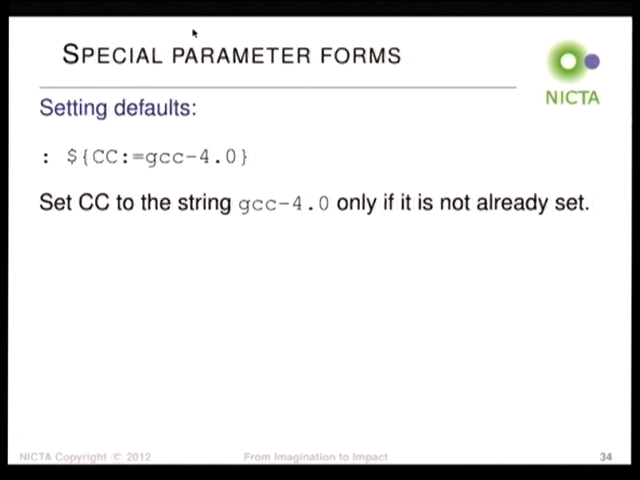 SPECIAL PARAMETER FORMS
NICTA
Setting defaults:
: ${CC:=gcc-4.0}
Set CC to the string gcc-4.0 only if it is not already set.
NICTA Copyright © 2012 From Imagination to Impact 34